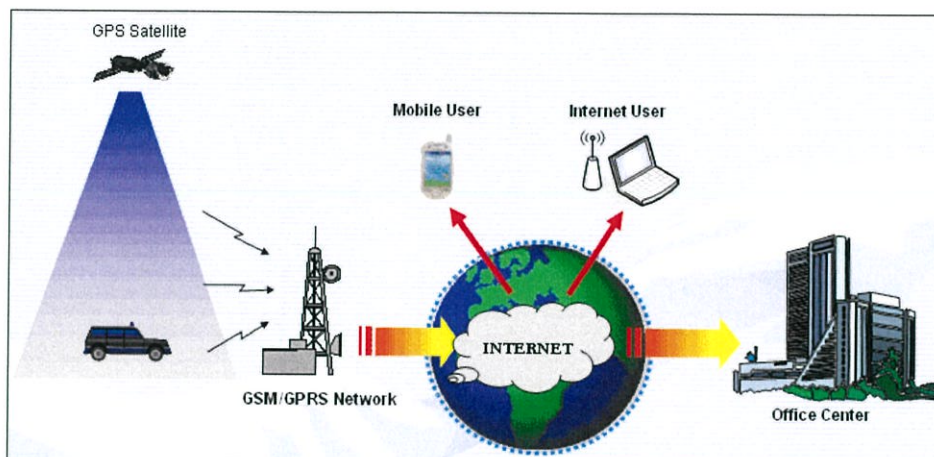 GPS Satellite
Mobile User
Internet User
INTERNET
GSM/GPRS Network
Office Center